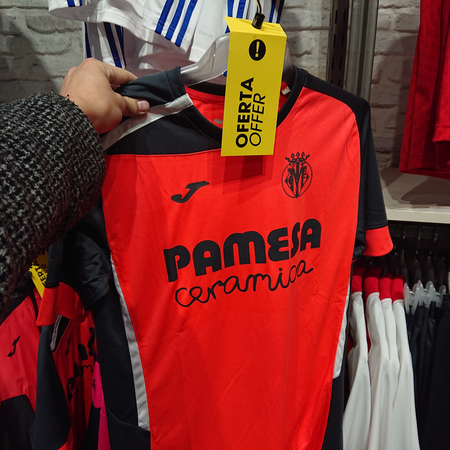 !
OFERTA
OFFER
PAMESA
ceramica